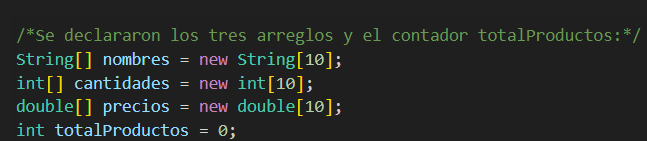 /*Se declararon los tres arreglos y el contador totalProductos:*/
String[] nombres = new String[10];
int[] cantidades = new int[10];
double[] precios = new double[10];
int totalProductos = 0;